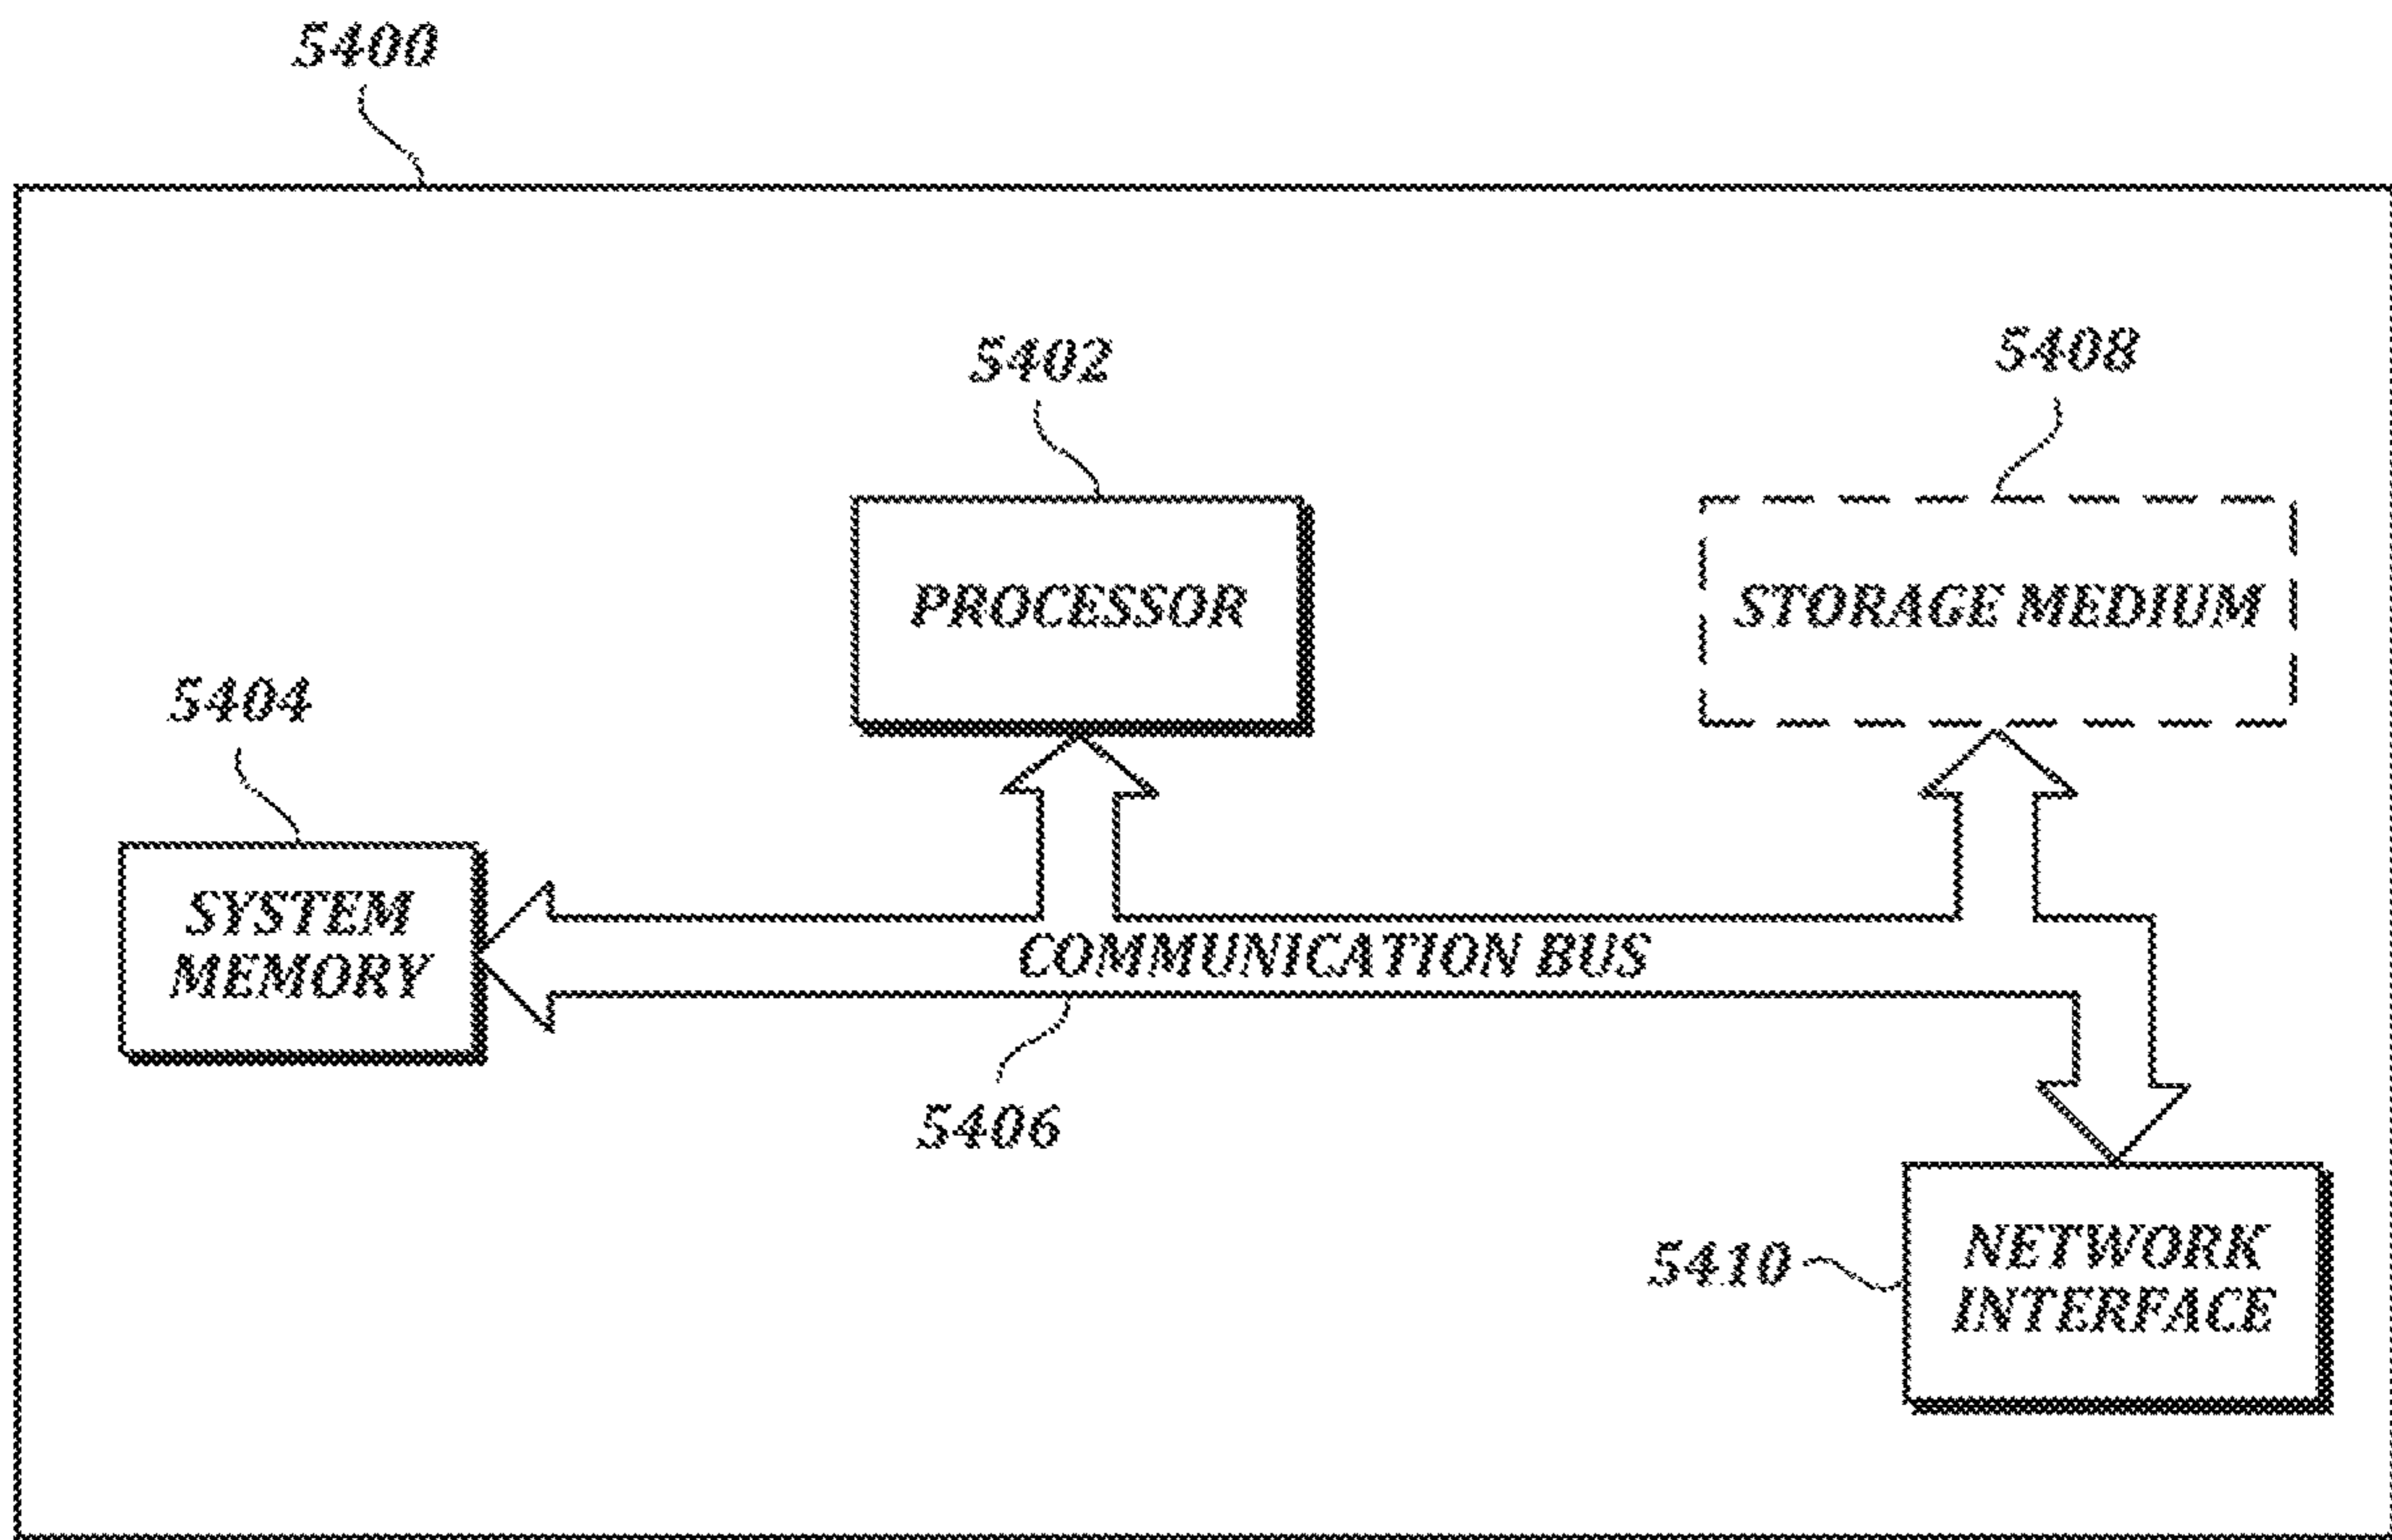 5400
5402
5408
PROCESSOR
STORAGE MEDIUM
5404
SYSTEM
MEMORY
COMMUNICATION BUS
5406
5410
NETWORK
INTERFACE